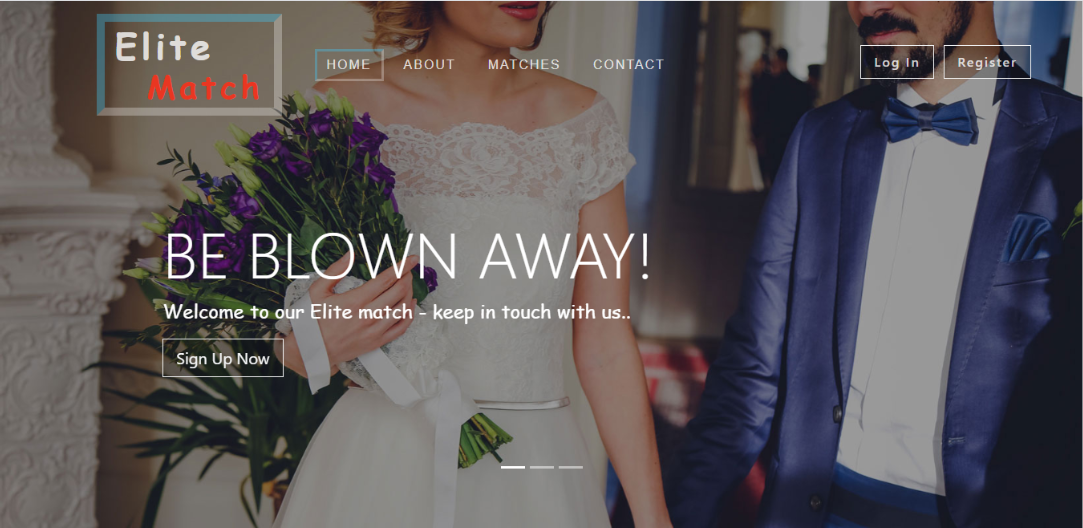 Elite
Match
HOME ABOUT MATCHES CONTACT
Log In Register
BE BLOWN AWAY!
Welcome to our Elite match - keep in touch with us..
Sign Up Now